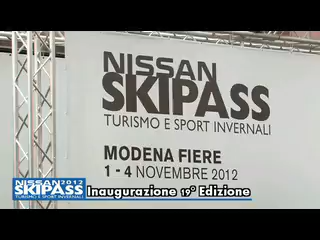 NISSAN
SKIPASS
TURISMO E SPORT INVERNALI
MODENA FIERE
1 - 4 NOVEMBRE 2012
NISSAN 2012
SKIPASS
TURISMO E SPORT INVERNALI
Inaugurazione 19° Edizione